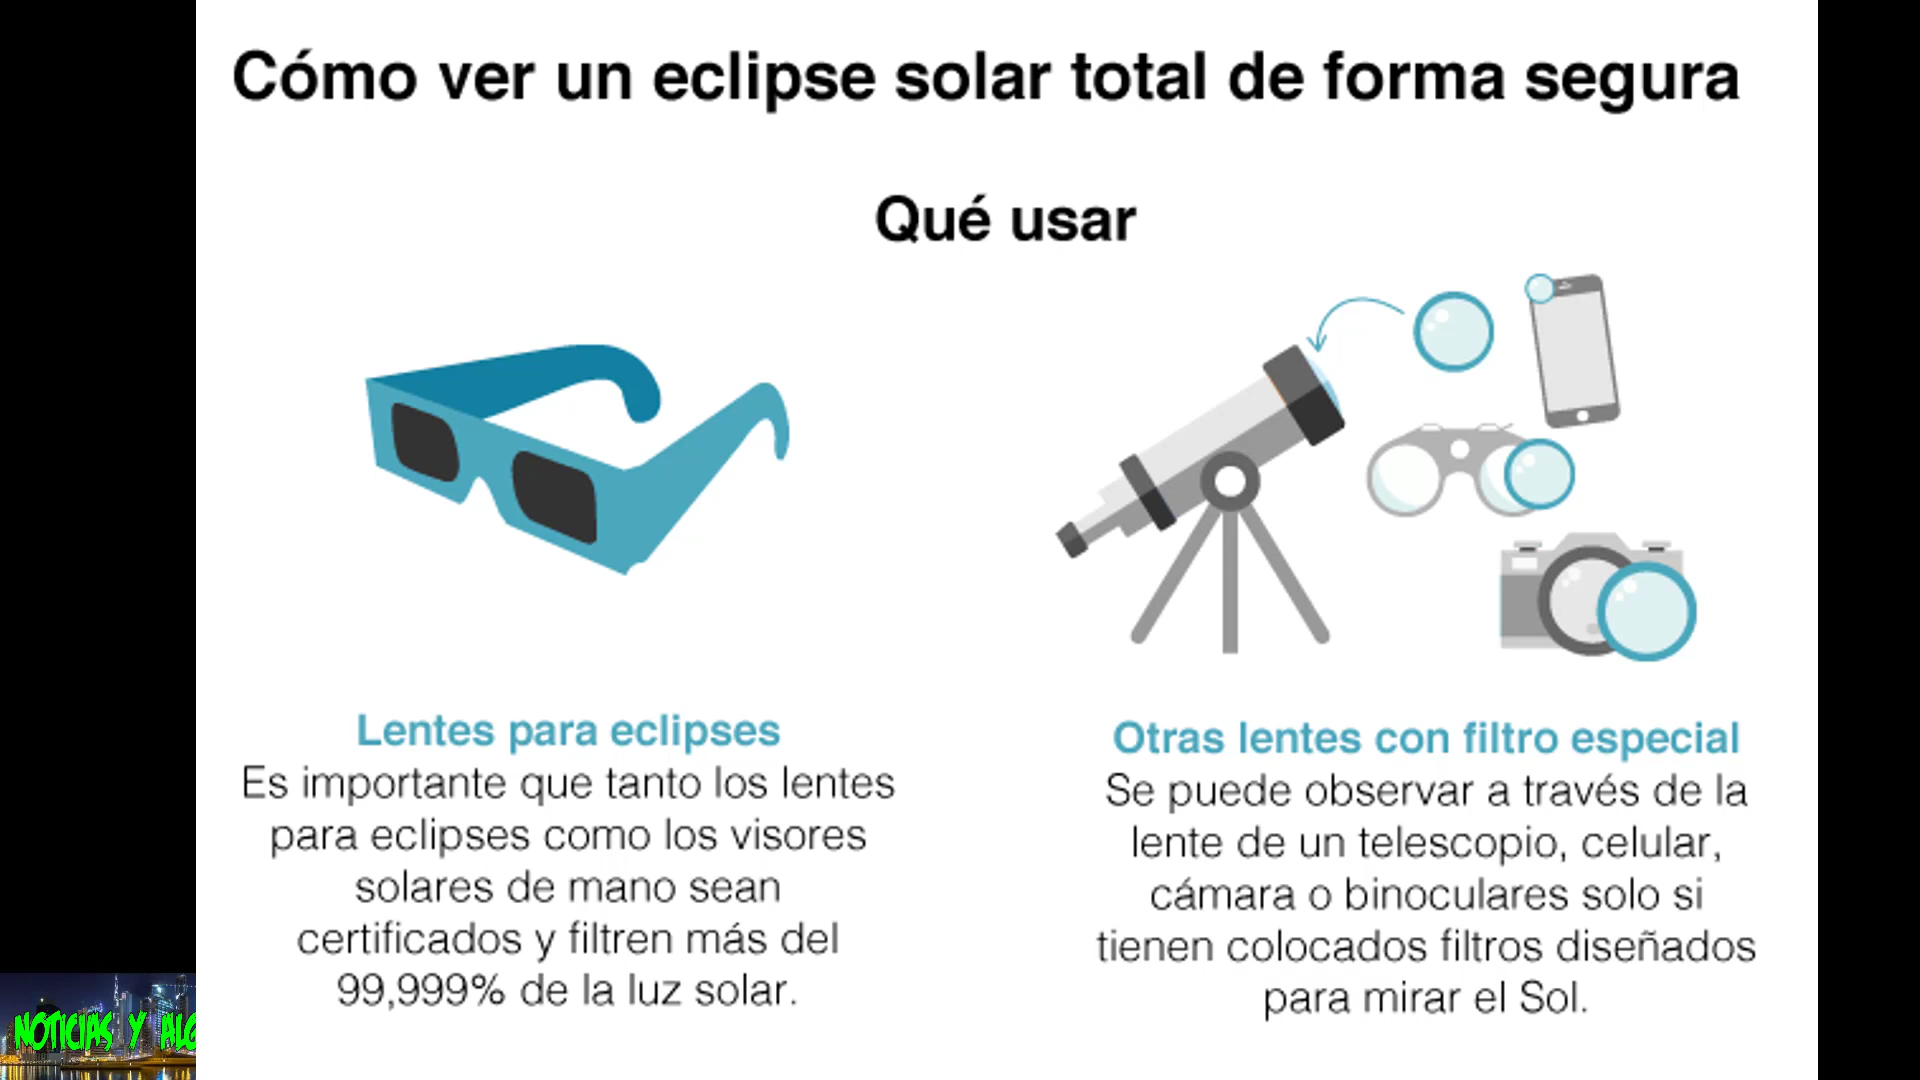 Cómo ver un eclipse solar total de forma segura
Qué usar
Lentes para eclipses
Es importante que tanto los lentes
para eclipses como los visores
solares de mano sean
certificados y filtren más del
99,999% de la luz solar.
Otras lentes con filtro especial
Se puede observar a través de la
lente de un telescopio, celular,
cámara o binoculares solo si
tienen colocados filtros diseñados
para mirar el Sol.
NOTICIAS Y